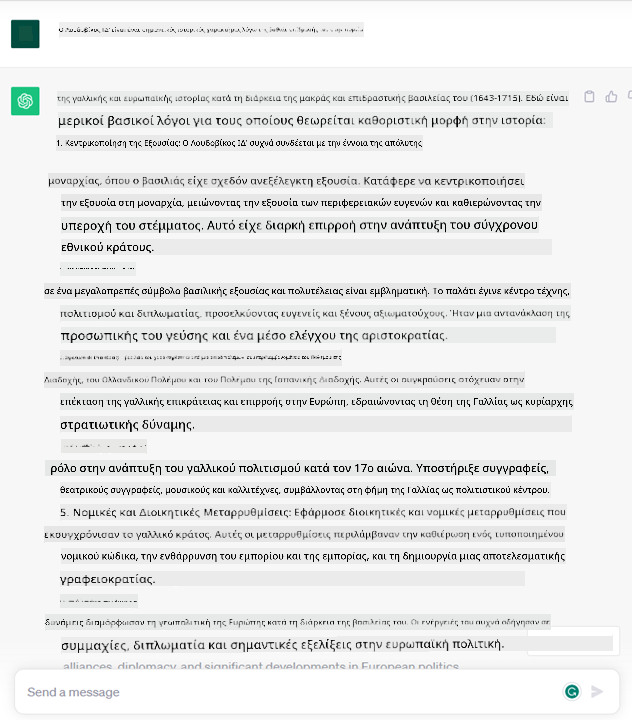 Ο Λουδοβίκος ΙΔ' είναι ένας σημαντικός ιστορικός χαρακτήρας λόγω της
της γαλλικής και ευρωπαϊκής ιστορίας κατά τη διάρκεια της μακράς και επιδραστικής βασιλείας του (1643-1715). Εδώ είναι
μερικοί βασικοί λόγοι για τους οποίους θεωρείται καθοριστική μορφή στην ιστορία:
1. Κεντρικοποίηση της Εξουσίας: Ο Λουδοβίκος ΙΔ' συχνά συνδέεται με την έννοια της απόλυτης
μοναρχίας, όπου ο βασιλιάς είχε σχεδόν ανεξέλεγκτη εξουσία. Κατάφερε να κεντρικοποιήσει
την εξουσία στη μοναρχία, μειώνοντας την εξουσία των περιφερειακών ευγενών και καθιερώνοντας την
υπεροχή του στέμματος. Αυτό είχε διαρκή επιρροή στην ανάπτυξη του σύγχρονου
εθνικού κράτους.
σε ένα μεγαλοπρεπές σύμβολο βασιλικής εξουσίας και πολυτέλειας είναι εμβληματική. Το παλάτι έγινε κέντρο τέχνης,
πολιτισμού και διπλωματίας, προσελκύοντας ευγενείς και ξένους αξιωματούχους. Ήταν μια αντανάκλαση της
προσωπικής του γεύσης και ένα μέσο ελέγχου της αριστοκρατίας.
Διαδοχής, του Ολλανδικου Πολέμου και του Πολέμου της Ισπανικής Διαδοχής. Αυτές οι συγκρούσεις στόχευαν στην
επέκταση της γαλλικής επικράτειας και επιρροής στην Ευρώπη, εδραιώνοντας τη θέση της Γαλλίας ως κυρίαρχης
στρατιωτικής δύναμης.
ρόλο στην ανάπτυξη του γαλλικού πολιτισμού κατά τον 17ο αιώνα. Υποστήριξε συγγραφείς,
θεατρικούς συγγραφείς, μουσικούς και καλλιτέχνες, συμβάλλοντας στη φήμη της Γαλλίας ως πολιτιστικού κέντρου.
5. Νομικές και Διοικητικές Μεταρρυθμίσεις: Εφάρμοσε διοικητικές και νομικές μεταρρυθμίσεις που
εκσυγχρόνισαν το γαλλικό κράτος. Αυτές οι μεταρρυθμίσεις περιλάμβαναν την καθιέρωση ενός τυποποιημένου
νομικού κώδικα, την ενθάρρυνση του εμπορίου και της εμπορίας, και τη δημιουργία μιας αποτελεσματικής
γραφειοκρατίας.
δυνάμεις διαμόρφωσαν τη γεωπολιτική της Ευρώπης κατά τη διάρκεια της βασιλείας του. Οι ενέργειές του συχνά οδήγησαν σε
συμμαχίες, διπλωματία και σημαντικές εξελίξεις στην ευρωπαϊκή πολιτική.
alliances, diplomacy, and significant developments in European politics.
Send a message